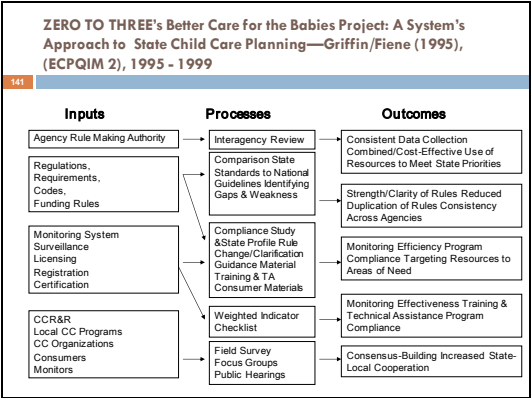 ZERO TO THREE's Better Care for the Babies Project: A System's
Approach to State Child Care Planning—Griffin/Fiene (1995),
(ECPQIM 2), 1995 - 1999
141
Inputs
Processes
Outcomes
Agency Rule Making Authority
Regulations,
Requirements,
Codes,
Funding Rules
Monitoring System
Surveillance
Licensing
Registration
Certification
CCR&R
Local CC Programs
CC Organizations
Consumers
Monitors
Interagency Review
Comparison State
Standards to National
Guidelines Identifying
Gaps & Weakness
Compliance Study
&State Profile Rule
Change/Clarification
Guidance Material
Training & TA
Consumer Materials
Weighted Indicator
Checklist
Field Survey
Focus Groups
Public Hearings
Consistent Data Collection
Combined/Cost-Effective Use of
Resources to Meet State Priorities
Strength/Clarity of Rules Reduced
Duplication of Rules Consistency
Across Agencies
Monitoring Efficiency Program
Compliance Targeting Resources to
Areas of Need
Monitoring Effectiveness Training &
Technical Assistance Program
Compliance
Consensus-Building Increased State-
Local Cooperation